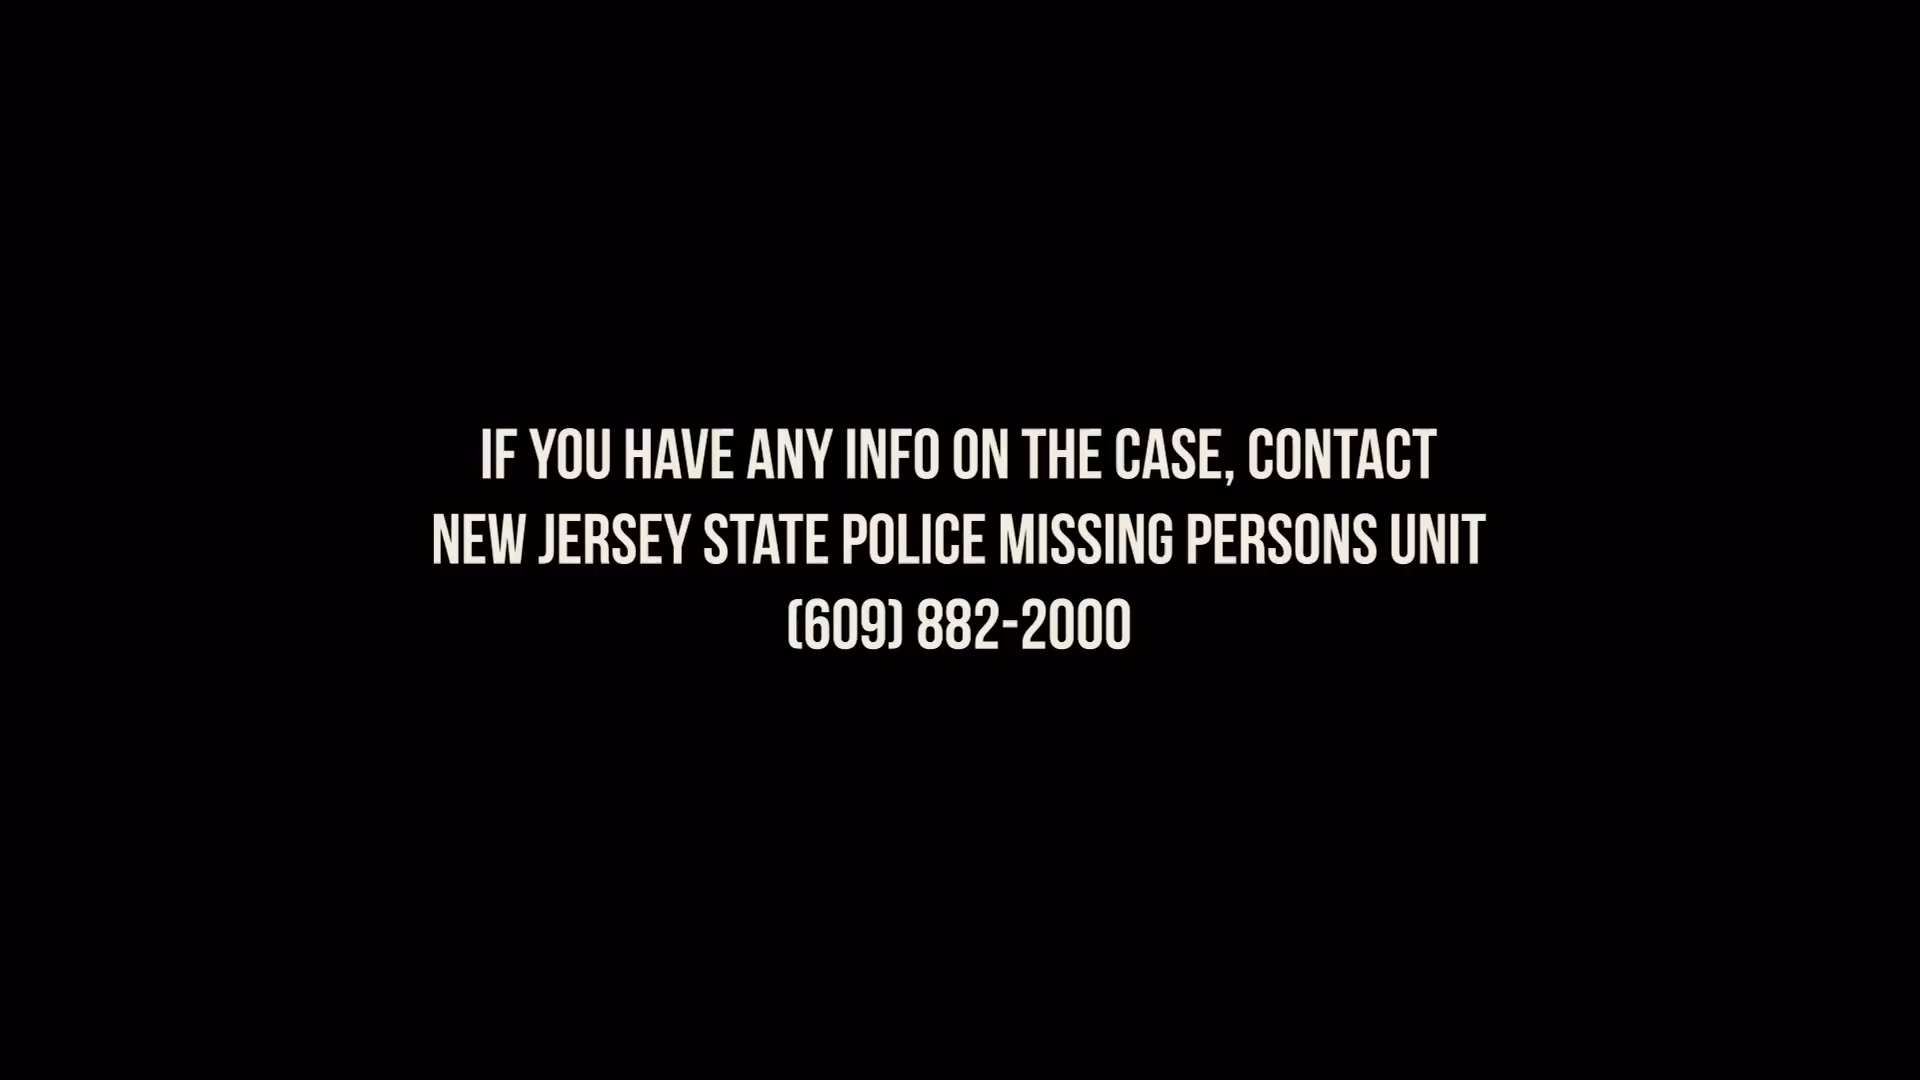 IF YOU HAVE ANY INFO ON THE CASE, CONTACT
NEW JERSEY STATE POLICE MISSING PERSONS UNIT
(609) 882-2000